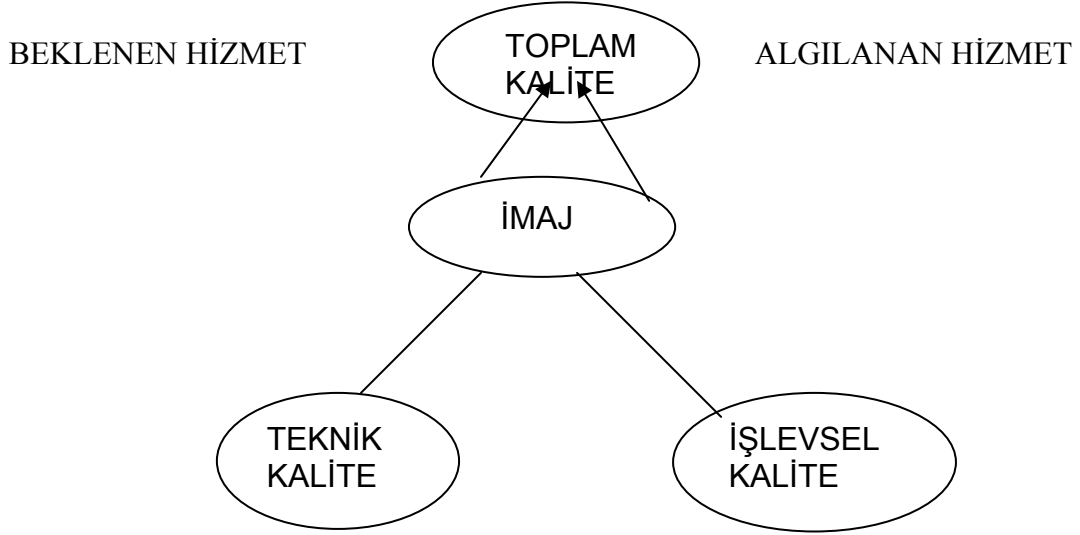 BEKLENEN HİZMET
TOPLAM
KALİTE
ALGILANAN HİZMET
İMAJ
TEKNİK
KALİTE
İŞLEVSEL
KALİTE